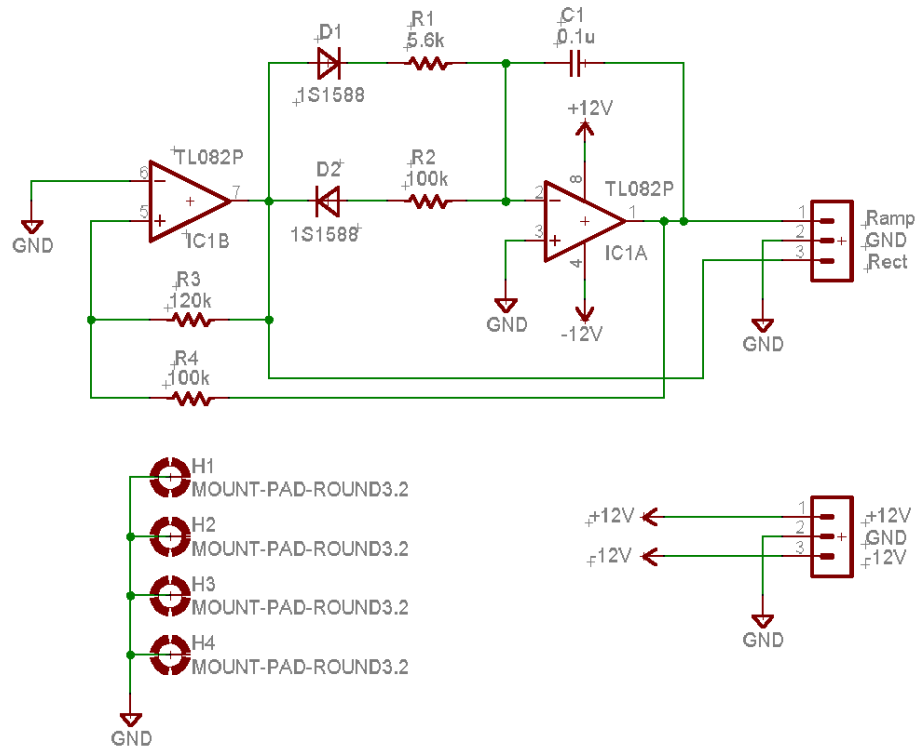 D1
1S1588
R1
5.6k
C1
0.1u
+12V
TL082P
6
5
7
IC1B
GND
D2
1S1588
R2
100k
8
TL082P
2
3
1
4
IC1A
GND
-12V
1
2
3
Ramp
GND
Rect
GND
R3
120k
R4
100k
H1
MOUNT-PAD-ROUND3.2
H2
MOUNT-PAD-ROUND3.2
H3
MOUNT-PAD-ROUND3.2
H4
MOUNT-PAD-ROUND3.2
GND
+12V
-12V
1
2
3
+12V
GND
-12V
GND